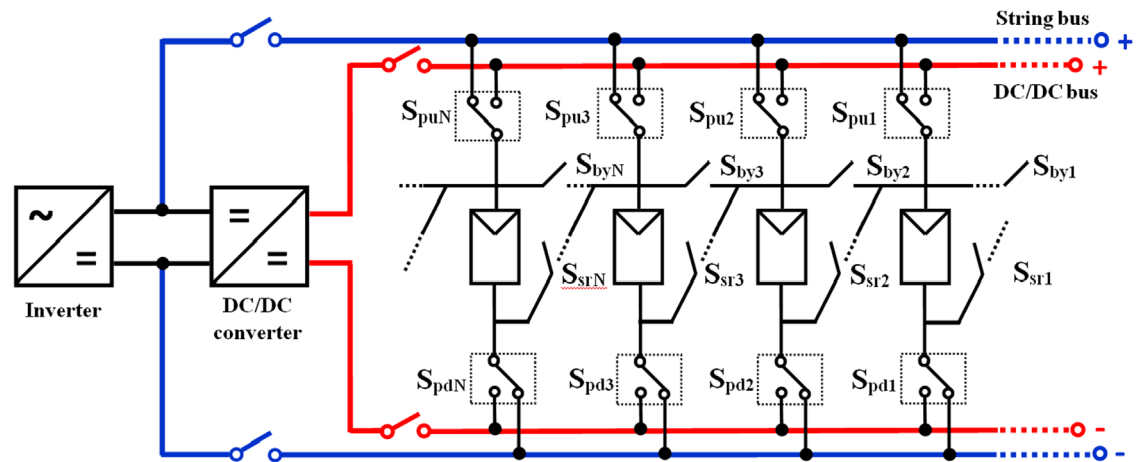 String bus
+
+
DC/DC bus
SpuN
Spu3
Spu2
Spu1
SbyN
Sby3
Sby2
Sby1
~
=
=
=
SsrN
Ssr3
Ssr2
Ssr1
Inverter
DC/DC
converter
SpdN
Spd3
Spd2
Spd1
-
-